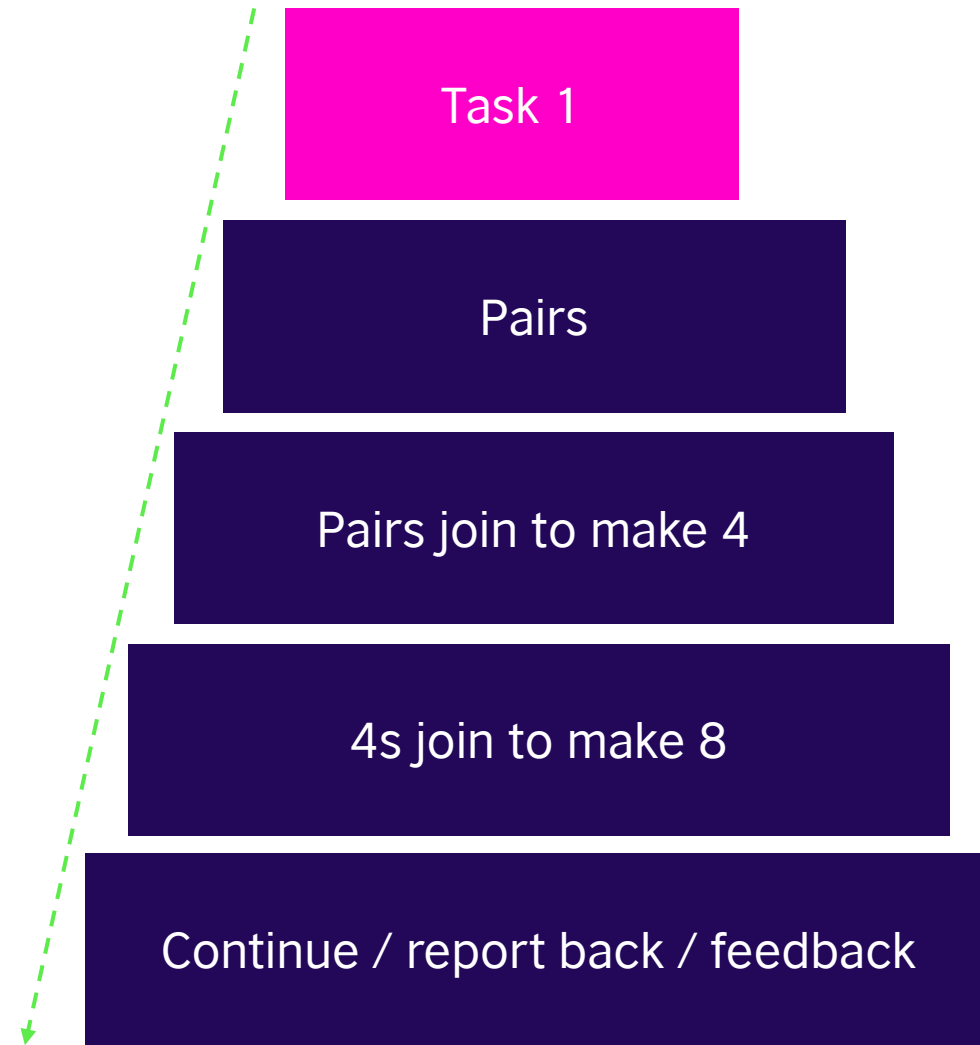 Task 1
Pairs
Pairs join to make 4
4s join to make 8
Continue / report back / feedback